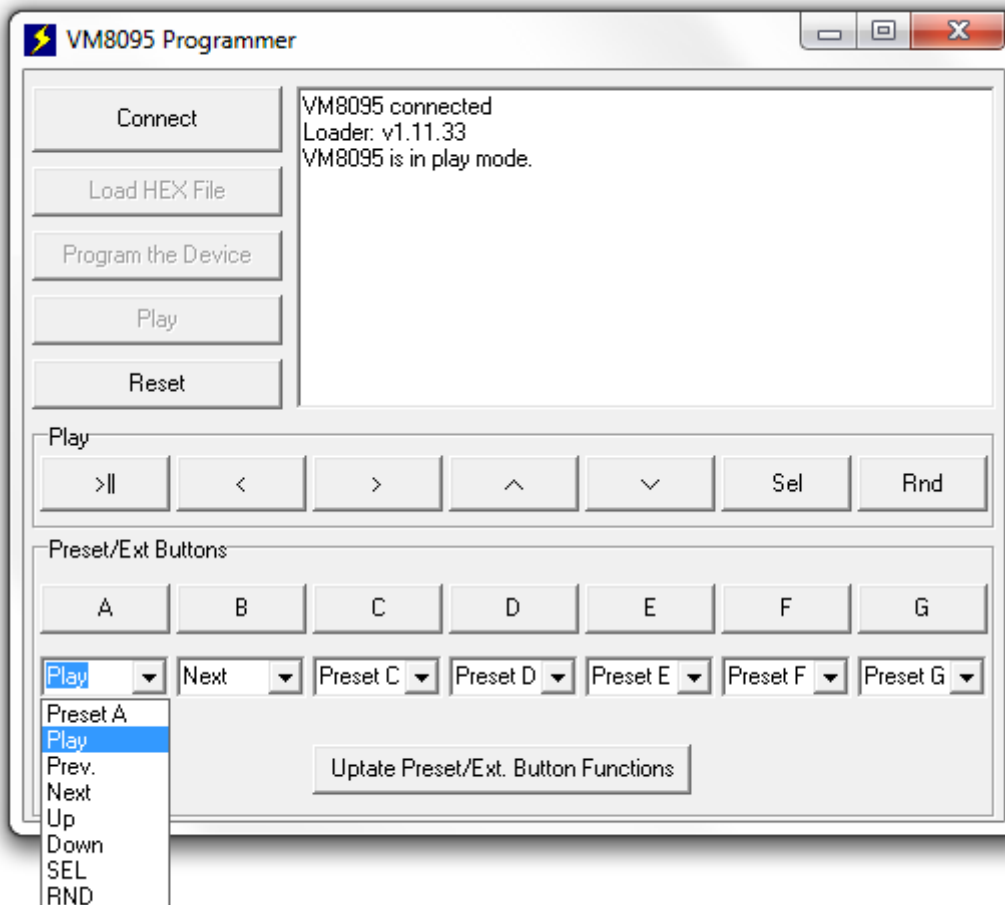 VM8095 Programmer
Connect
VM8095 connected
Loader: v1.11.33
VM8095 is in play mode.
Load HEX File
Program the Device
Play
Reset
Play
>|| < > ^ v Sel Rnd
Preset/Ext Buttons
A B C D E F G
Play Next Preset C Preset D Preset E Preset F Preset G
Preset A
Play
Prev.
Next
Up
Down
SEL
RND
Uptate Preset/Ext. Button Functions